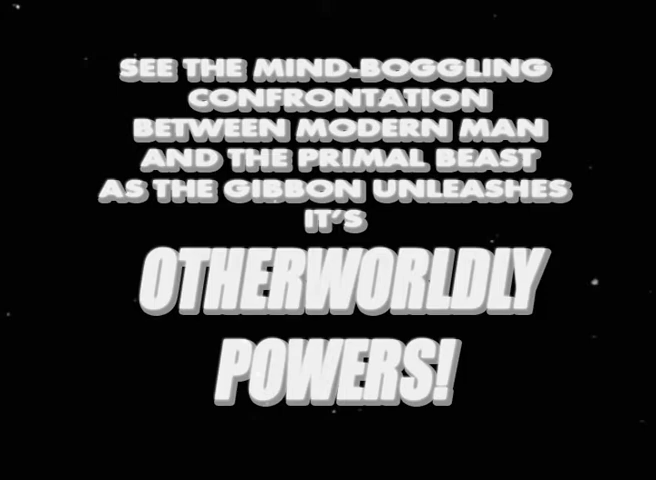 SEE THE MIND-BOGGLING
CONFRONTATION
BETWEEN MODERN MAN
AND THE PRIMAL BEAST
AS THE GIBBON UNLEASHES
IT'S
OTHERWORLDLY
POWERS!